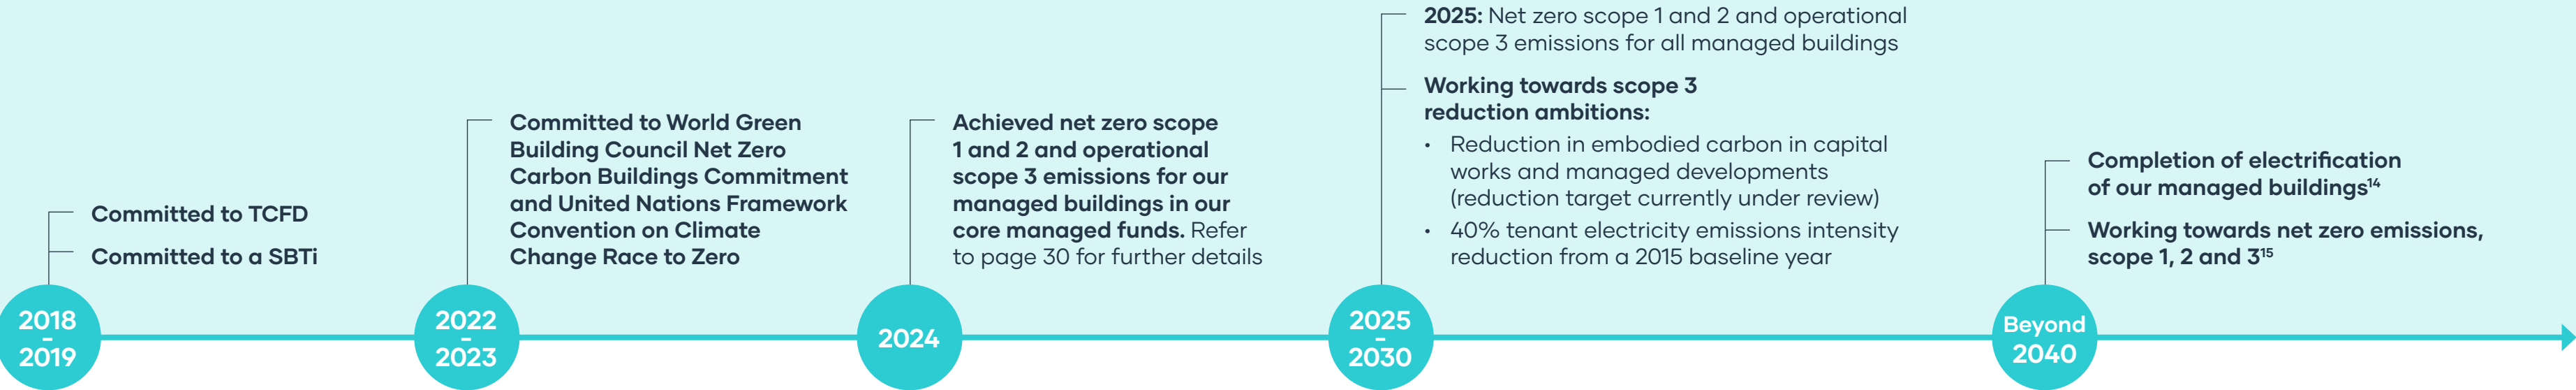 2018
-
2019
Committed to TCFD
Committed to a SBTi
2022
-
2023
Committed to World Green
Building Council Net Zero
Carbon Buildings Commitment
and United Nations Framework
Convention on Climate
Change Race to Zero
2024
Achieved net zero scope
1 and 2 and operational
scope 3 emissions for our
managed buildings in our
core managed funds. Refer
to page 30 for further details
2025
-
2030
2025: Net zero scope 1 and 2 and operational
scope 3 emissions for all managed buildings
Working towards scope 3
reduction ambitions:
• Reduction in embodied carbon in capital
works and managed developments
(reduction target currently under review)
• 40% tenant electricity emissions intensity
reduction from a 2015 baseline year
Beyond
2040
Completion of electrification
of our managed buildings¹⁴
Working towards net zero emissions,
scope 1, 2 and 3¹⁵